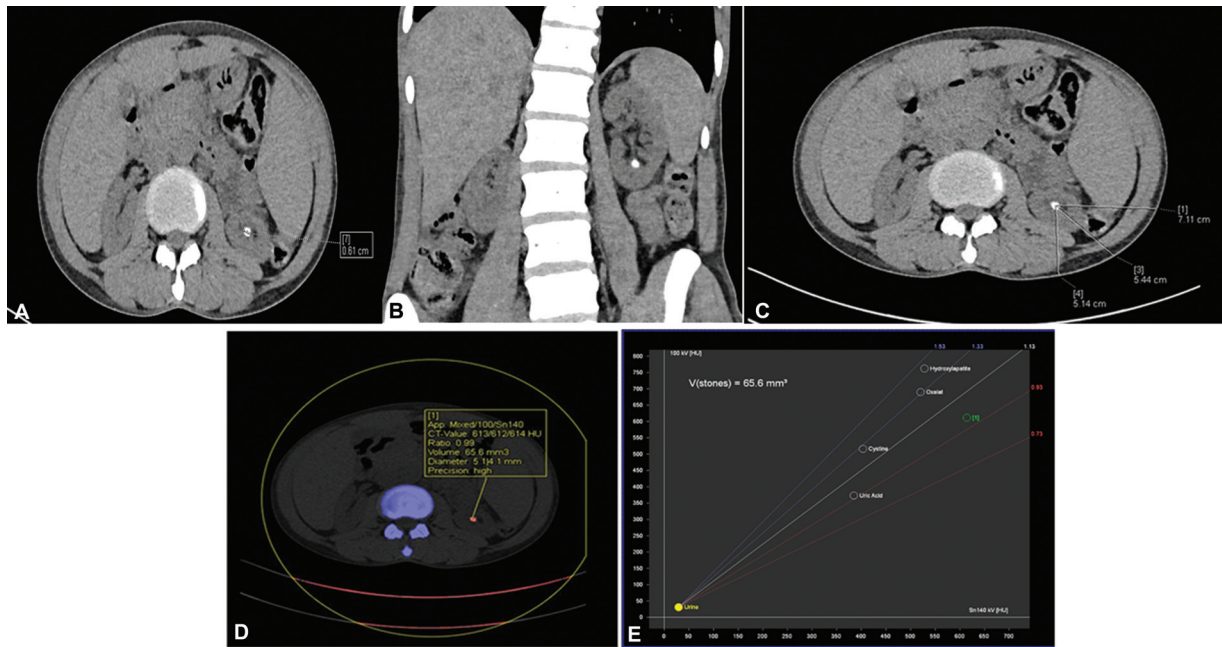 A
[7]
0.61 cm
B
C
[1]
7.11 cm
[3]
5.44 cm
[4]
5.14 cm
D
[1]
App: Mixed/100/Sn140
CT-Value: 613/612/614 HU
Ratio: 0.99
Volume: 65.6 mm3
Diameter: 5.1|4.1 mm
Precision: high
E
100 kV [HU]
V(stones) = 65.6 mm³
1.53
1.33
1.13
0.93
0.73
Hydroxylapatite
Oxalat
[1]
Cystine
Uric Acid
Urine
Sn140 kV [HU]
800
750
700
650
600
550
500
450
400
350
300
250
200
150
100
50
0
0
50
100
150
200
250
300
350
400
450
500
550
600
650
700